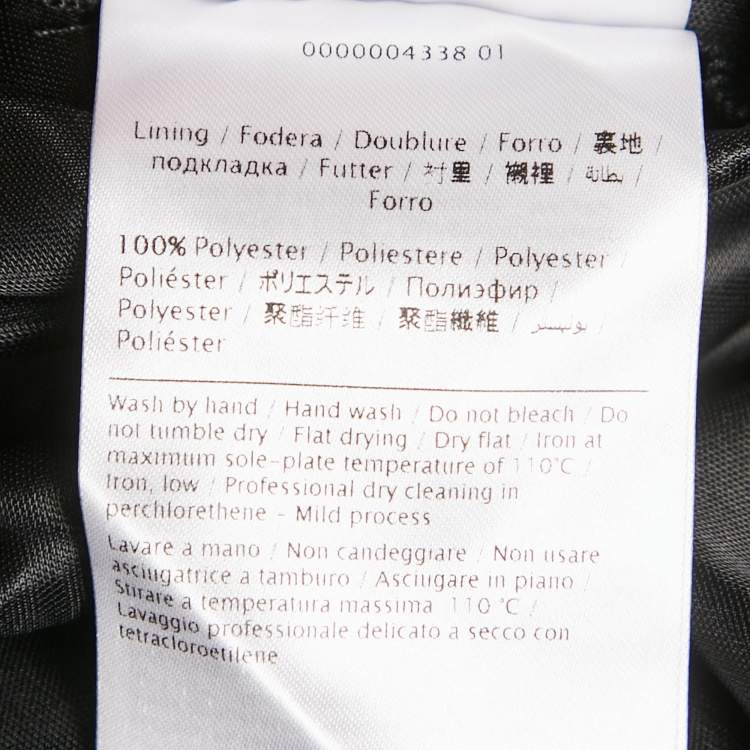 0000004338 01
Lining / Fodera / Doublure / Forro / 裏地 /
подкладка / Futter / 衬里 / 襯裡 / بطانة /
Forro
100% Polyester / Poliestere / Polyester /
Poliéster / ポリエステル / Полиэфир /
Polyester / 聚酯纤维 / 聚酯纖維 / بوليستر /
Poliéster
Wash by hand / Hand wash / Do not bleach / Do
not tumble dry / Flat drying / Dry flat / Iron at
maximum sole-plate temperature of 110°C /
Iron, low / Professional dry cleaning in
perchlorethene - Mild process
Lavare a mano / Non candeggiare / Non usare
asciugatrice a tamburo / Asciugare in piano /
Stirare a temperatura massima 110 °C /
Lavaggio professionale delicato a secco con
tetracloroetilene